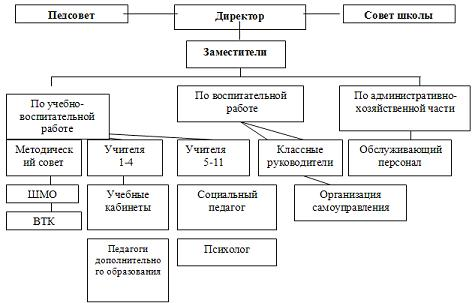 Педсовет
Директор
Совет школы
Заместители
По учебно-
воспитательной
работе
По воспитательной
работе
По административно-
хозяйственной части
Методическ
ий совет
Учителя
1-4
Учителя
5-11
Классные
руководители
Обслуживающий
персонал
ШМО
ВТК
Учебные
кабинеты
Социальный
педагог
Организация
самоуправления
Педагоги
дополнительно
го образования
Психолог